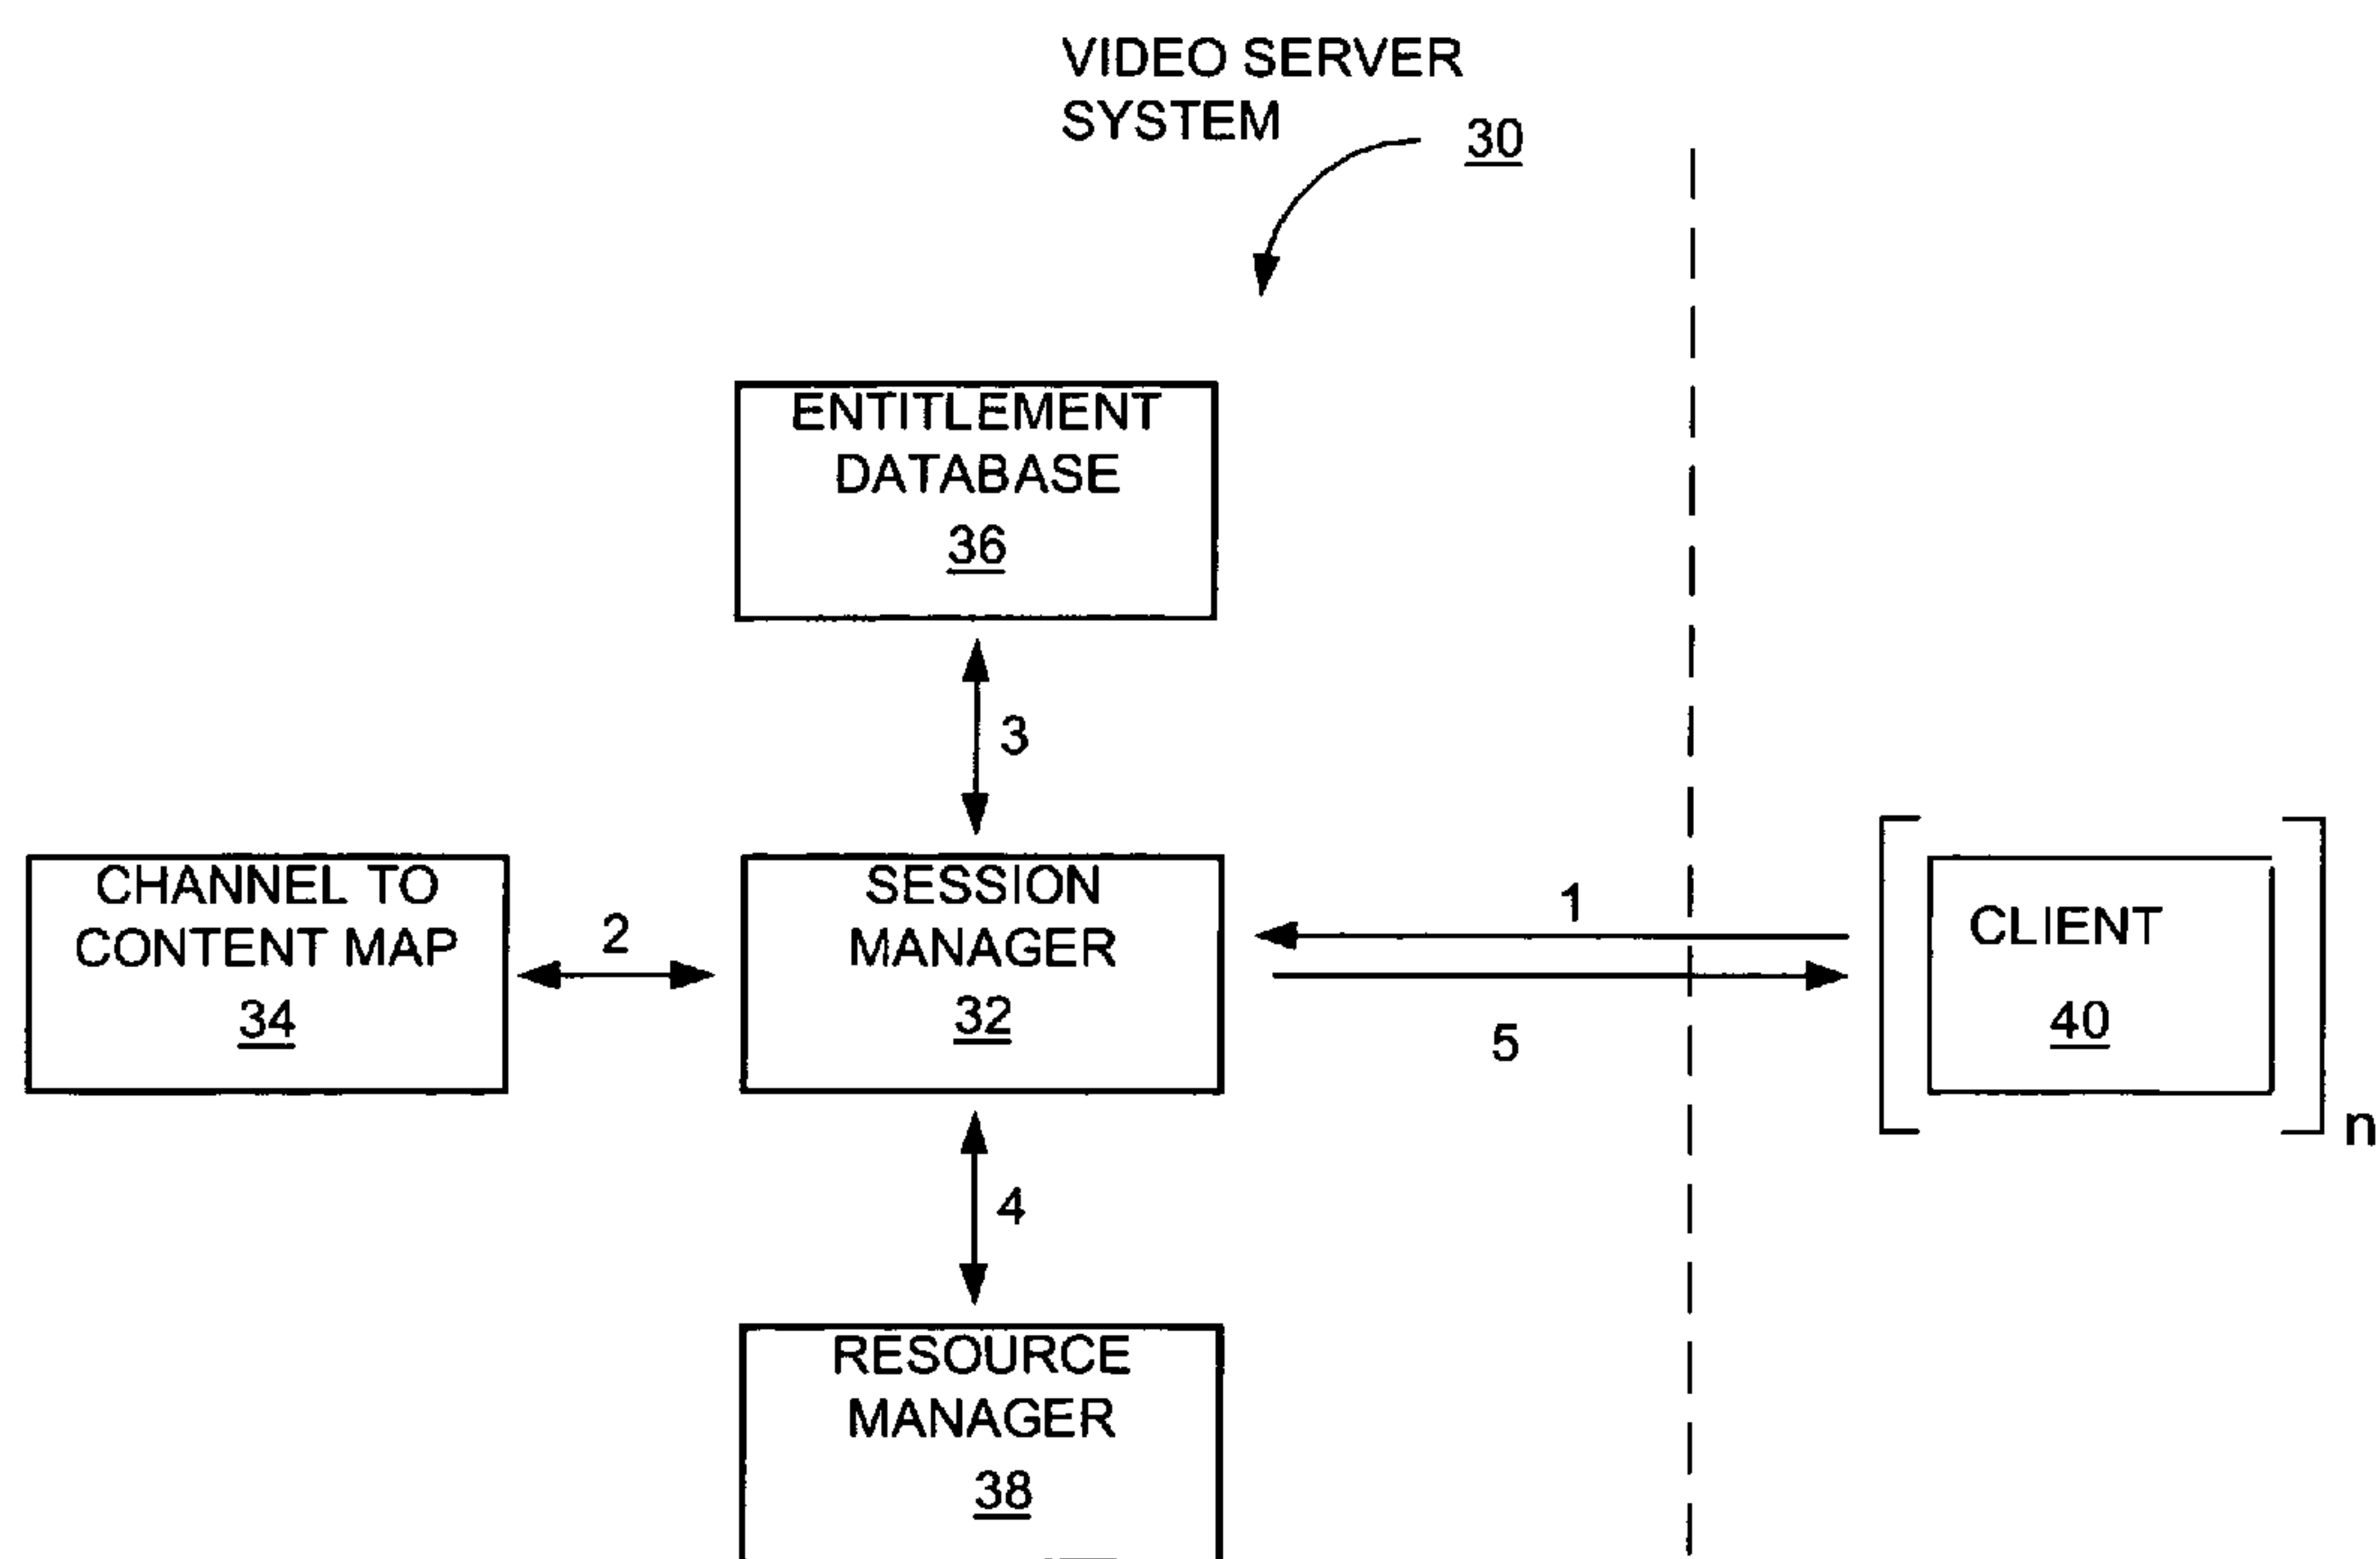 VIDEO SERVER
SYSTEM
30
ENTITLEMENT
DATABASE
36
3
CHANNEL TO
CONTENT MAP
34
2
SESSION
MANAGER
32
1
5
CLIENT
40
n
4
RESOURCE
MANAGER
38